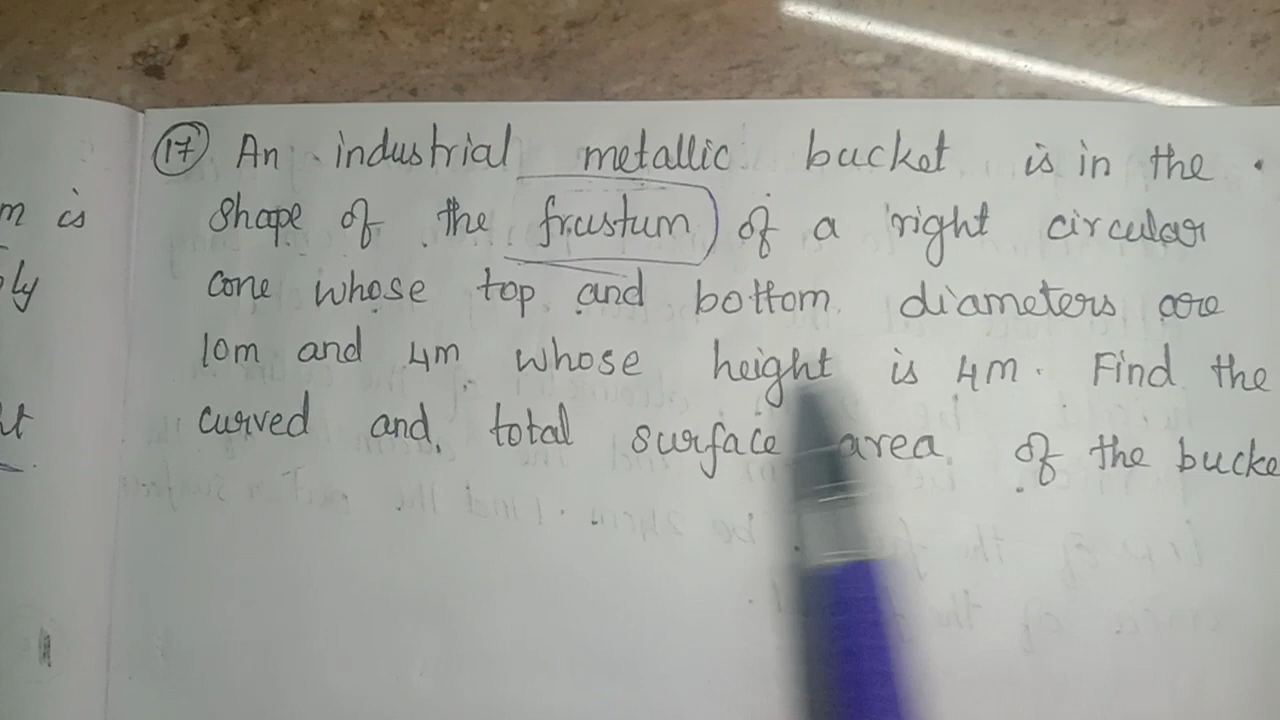 m is
17 An industrial metallic bucket is in the
shape of the frustum of a right circular
ly
cone whose top and bottom diameters are
10m and 4m whose height is 4m. Find the
curved and, total surface area of the bucke